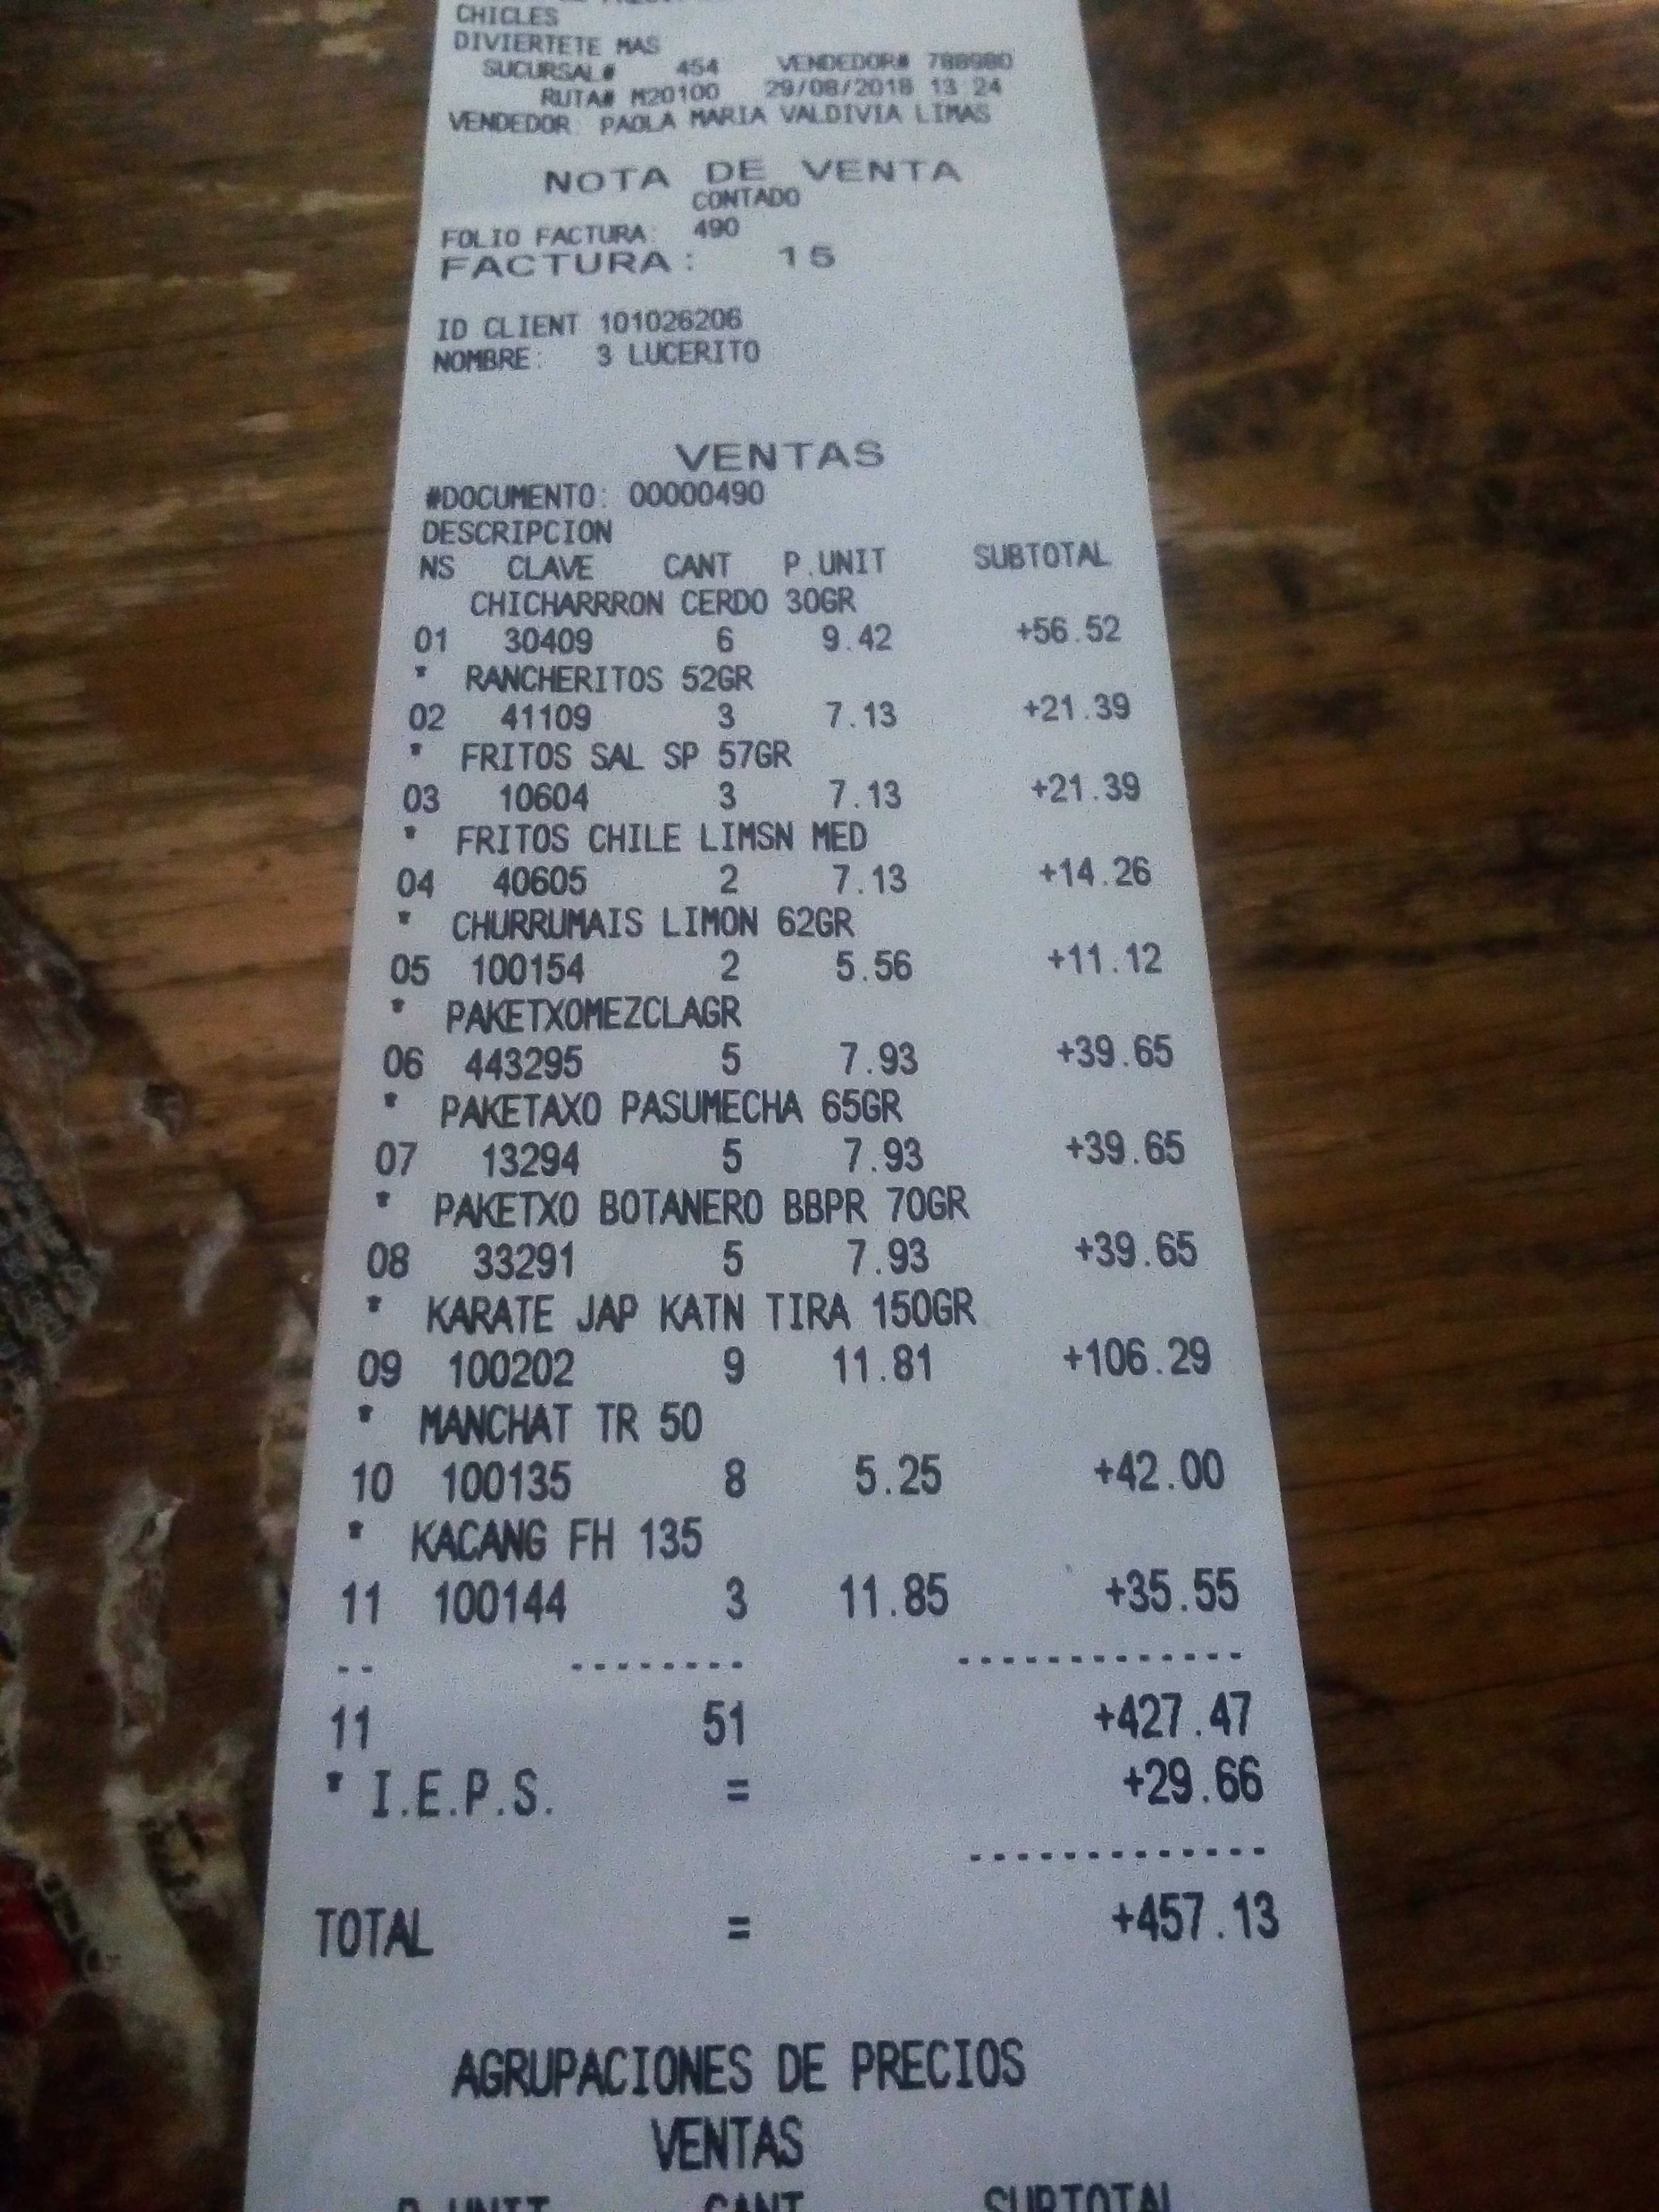 CHICLES
DIVIERTETE MAS
SUCURSAL# 454 VENDEDOR# 788980
RUTA# M20100 29/08/2018 13 24
VENDEDOR PAOLA MARIA VALDIVIA LIMAS
NOTA DE VENTA
CONTADO
FOLIO FACTURA: 490
FACTURA: 15
ID CLIENT 101026206
NOMBRE: 3 LUCERITO
VENTAS
#DOCUMENTO: 00000490
DESCRIPCION
NS CLAVE CANT P.UNIT SUBTOTAL
CHICHARRRON CERDO 30GR
01 30409 6 9.42 +56.52
* RANCHERITOS 52GR
02 41109 3 7.13 +21.39
* FRITOS SAL SP 57GR
03 10604 3 7.13 +21.39
* FRITOS CHILE LIMSN MED
04 40605 2 7.13 +14.26
* CHURRUMAIS LIMON 62GR
05 100154 2 5.56 +11.12
* PAKETXOMEZCLAGR
06 443295 5 7.93 +39.65
* PAKETAXO PASUMECHA 65GR
07 13294 5 7.93 +39.65
* PAKETXO BOTANERO BBPR 70GR
08 33291 5 7.93 +39.65
* KARATE JAP KATN TIRA 150GR
09 100202 9 11.81 +106.29
* MANCHAT TR 50
10 100135 8 5.25 +42.00
* KACANG FH 135
11 100144 3 11.85 +35.55
-- -------- -------------
11 51 +427.47
* I.E.P.S. = +29.66
-------------
TOTAL = +457.13
AGRUPACIONES DE PRECIOS
VENTAS
P.UNIT CANT SUBTOTAL